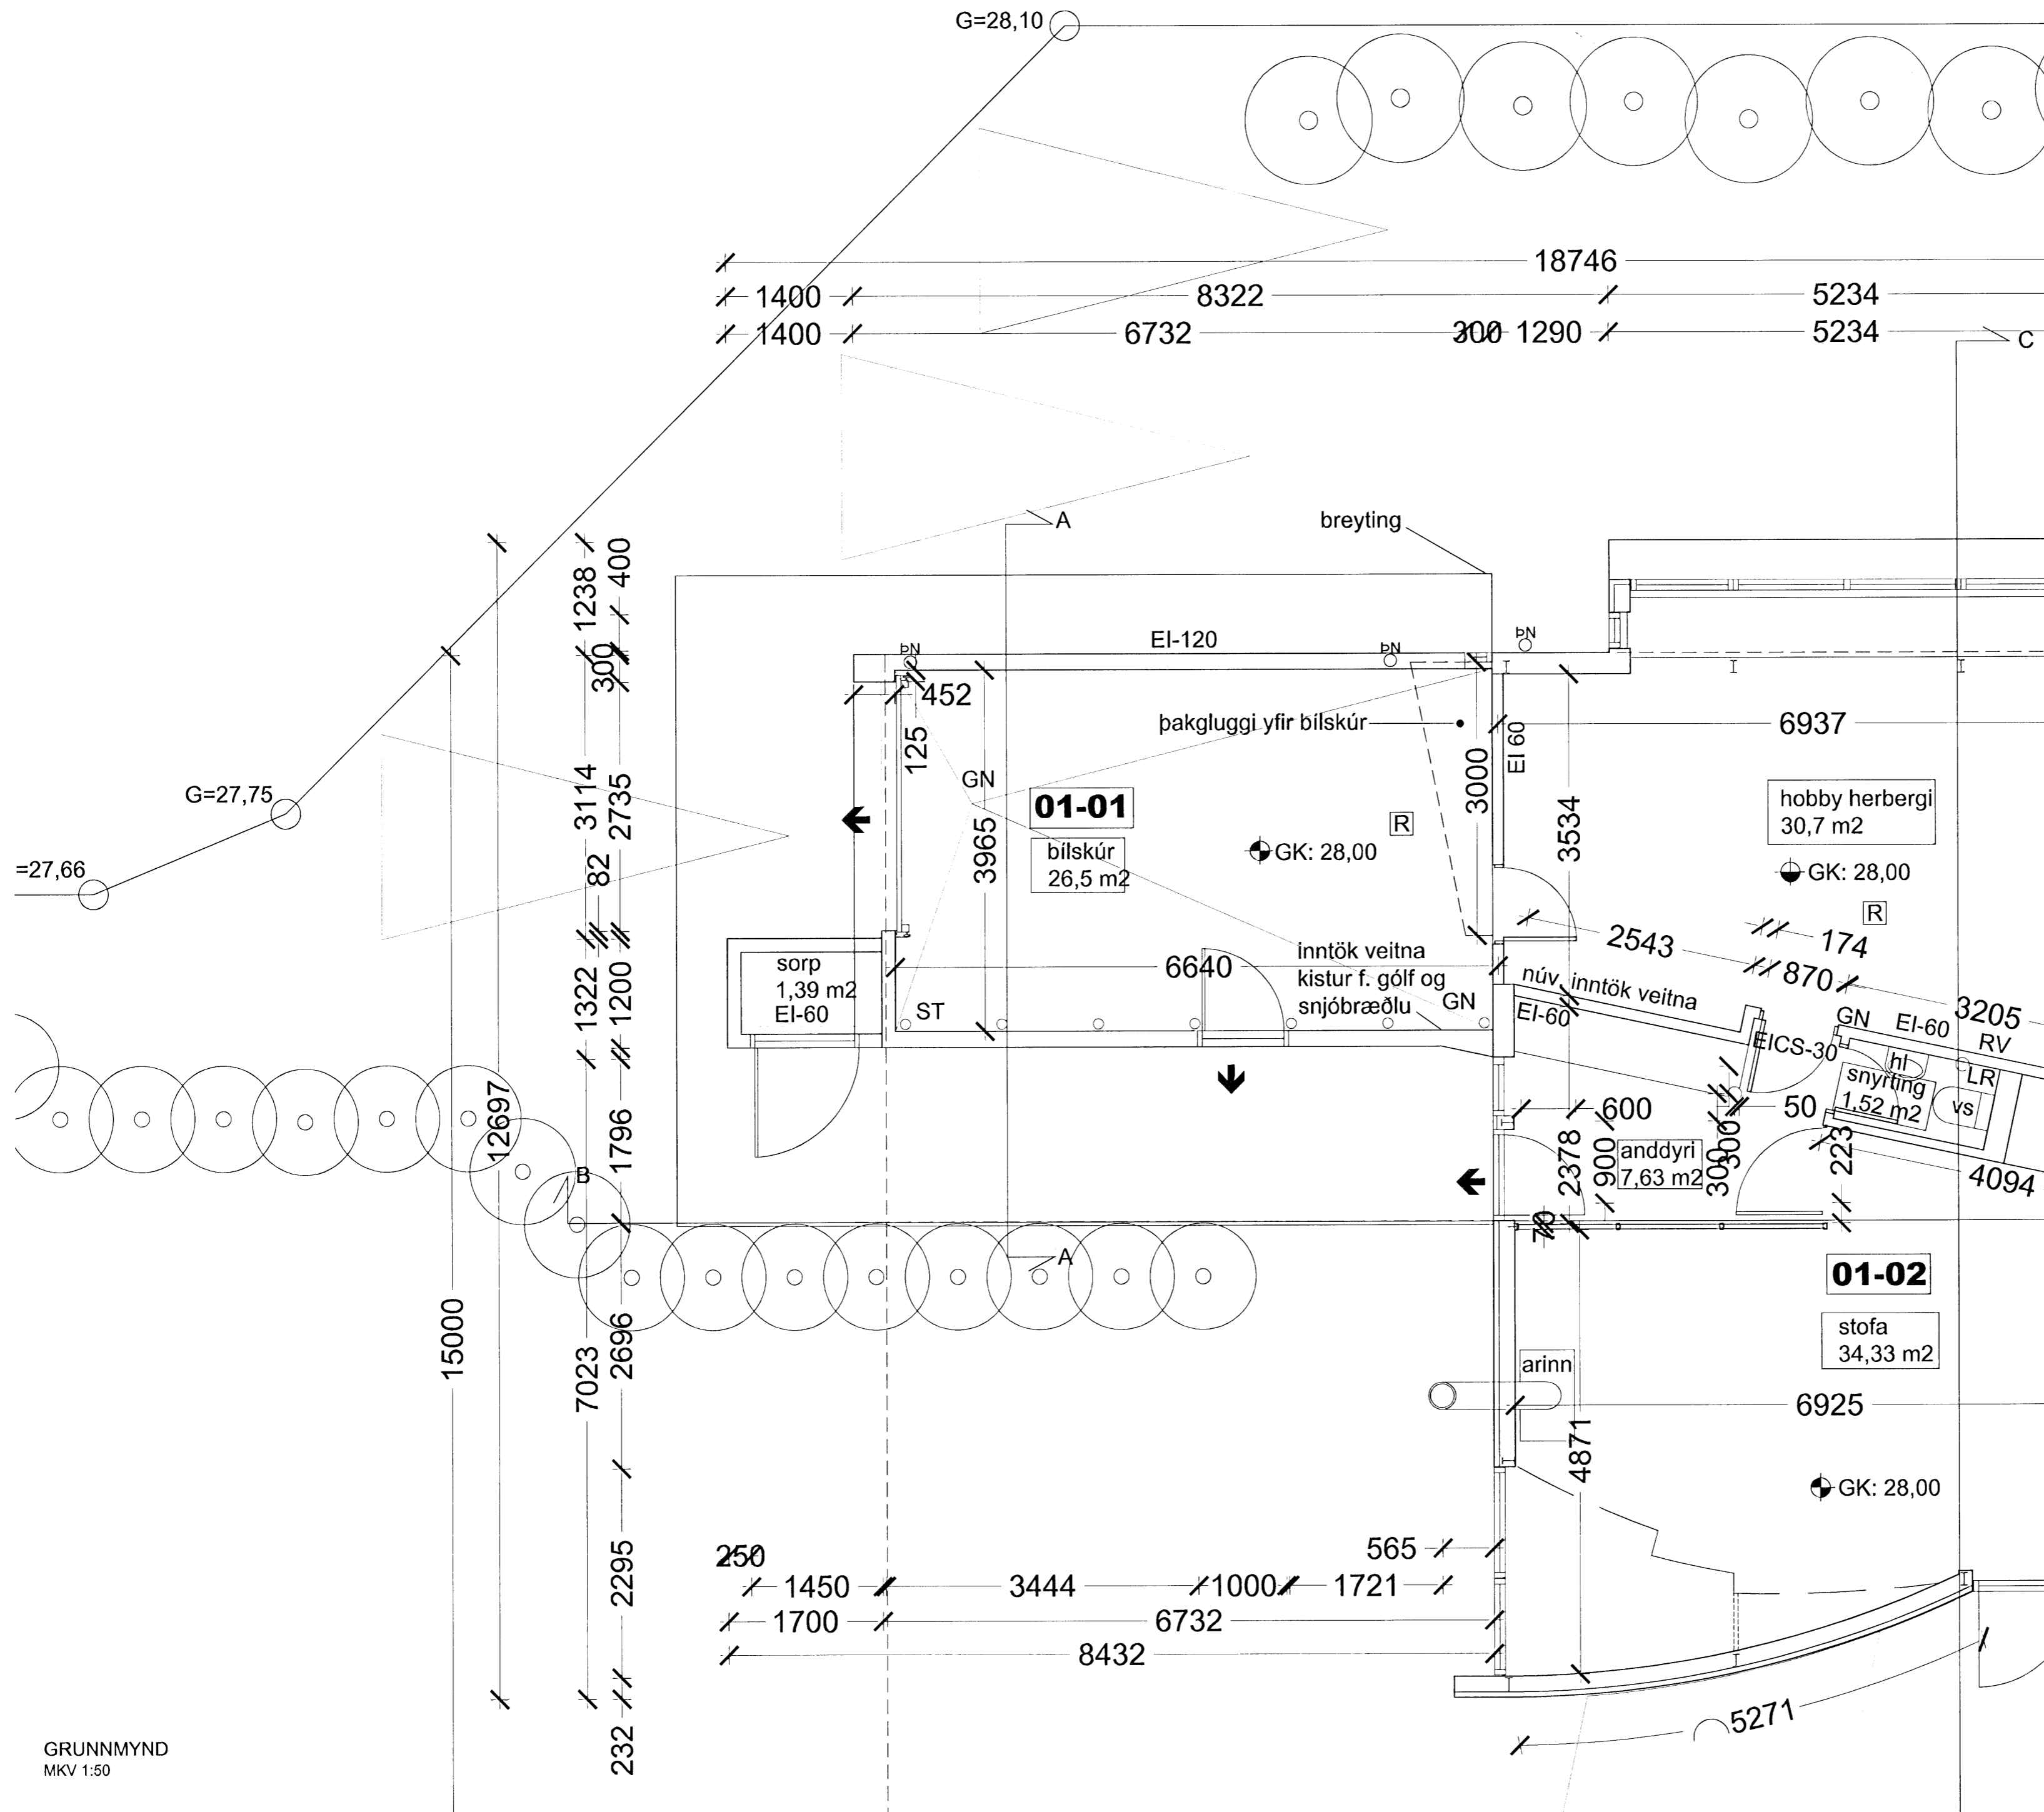 G=28,10
18746
1400
8322
5234
1400
6732
300
1290
5234
C
A
breyting
1238
400
300
ÞN
EI-120
ÞN
ÞN
452
125
þakgluggi yfir bílskúr
EI 60
6937
G=27,75
3114
2735
GN
3000
01-01
hobby herbergi
30,7 m2
R
3534
3965
bílskúr
26,5 m2
GK: 28,00
GK: 28,00
=27,66
82
R
2543
174
sorp
1,39 m2
EI-60
6640
inntök veitna
kistur f. gólf og
snjóbræðlu
870
núv. inntök veitna
1322
1200
ST
GN
EI-60
3205
GN
EI-60
RV
EICS-30
hl
LR
snyrting
1,52 m2
vs
12697
1796
600
50
2378
900
anddyri
7,63 m2
300
3000
223
4094
B
70
A
01-02
15000
7023
2696
stofa
34,33 m2
arinn
6925
4871
GK: 28,00
250
565
2295
1450
3444
1000
1721
1700
6732
8432
5271
232
GRUNNMYND
MKV 1:50